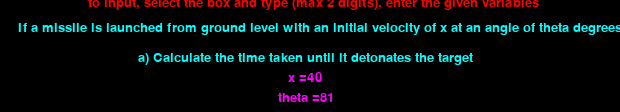 to input, select the box and type (max 2 digits), enter the given variables
If a missile is launched from ground level with an initial velocity of x at an angle of theta degrees
a) Calculate the time taken until it detonates the target
x =40
theta =81